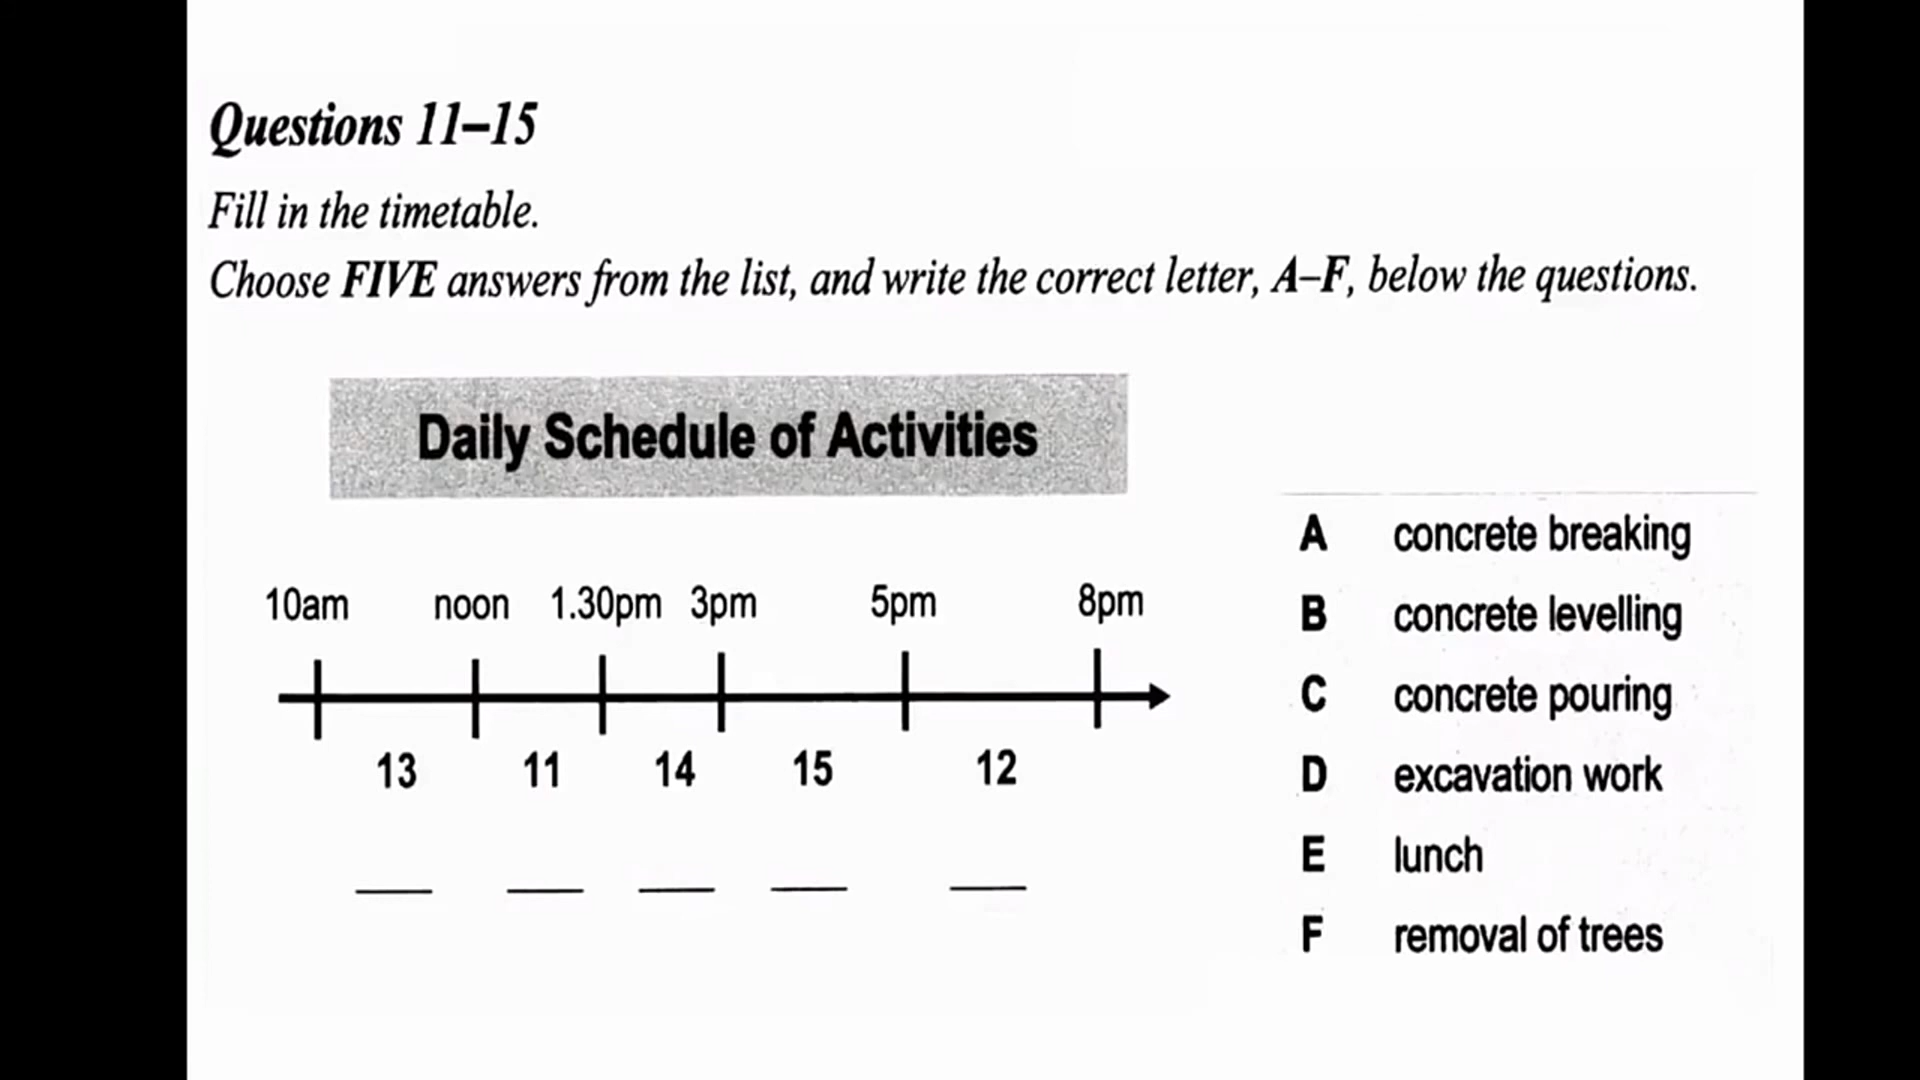 Questions 11–15
Fill in the timetable.
Choose FIVE answers from the list, and write the correct letter, A–F, below the questions.
Daily Schedule of Activities
10am noon 1.30pm 3pm 5pm 8pm
13 11 14 15 12
A concrete breaking
B concrete levelling
C concrete pouring
D excavation work
E lunch
F removal of trees